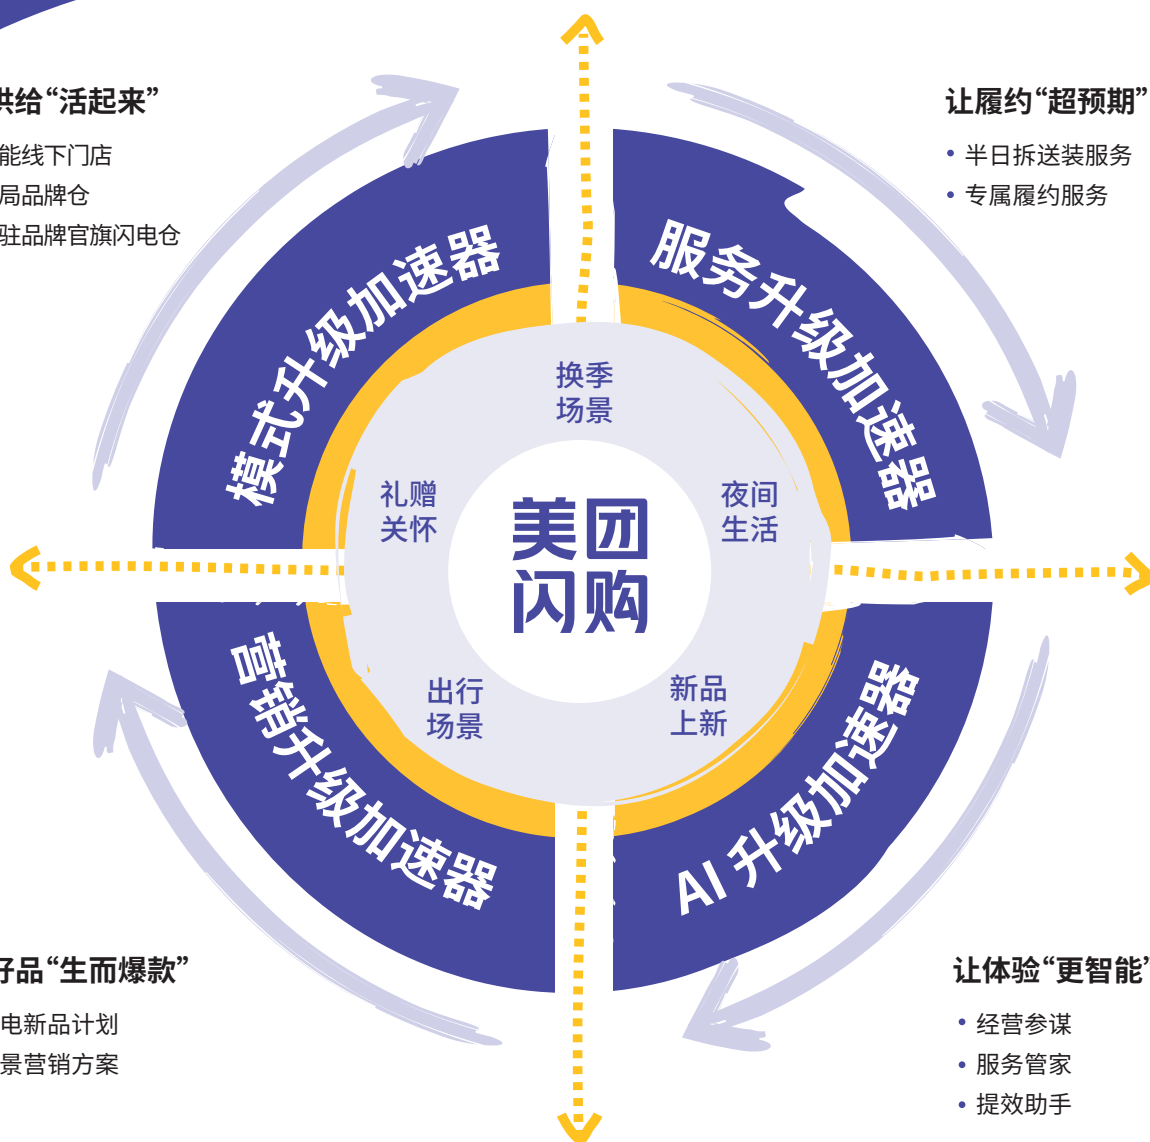 供给“活起来”
能线下门店
局品牌仓
驻品牌官旗闪电仓
让履约“超预期”
半日拆送装服务
专属履约服务
模式升级加速器
服务升级加速器
换季
场景
礼赠
关怀
夜间
生活
美团
闪购
出行
场景
新品
上新
营销升级加速器
AI 升级加速器
好品“生而爆款”
电新品计划
景营销方案
让体验“更智能”
经营参谋
服务管家
提效助手